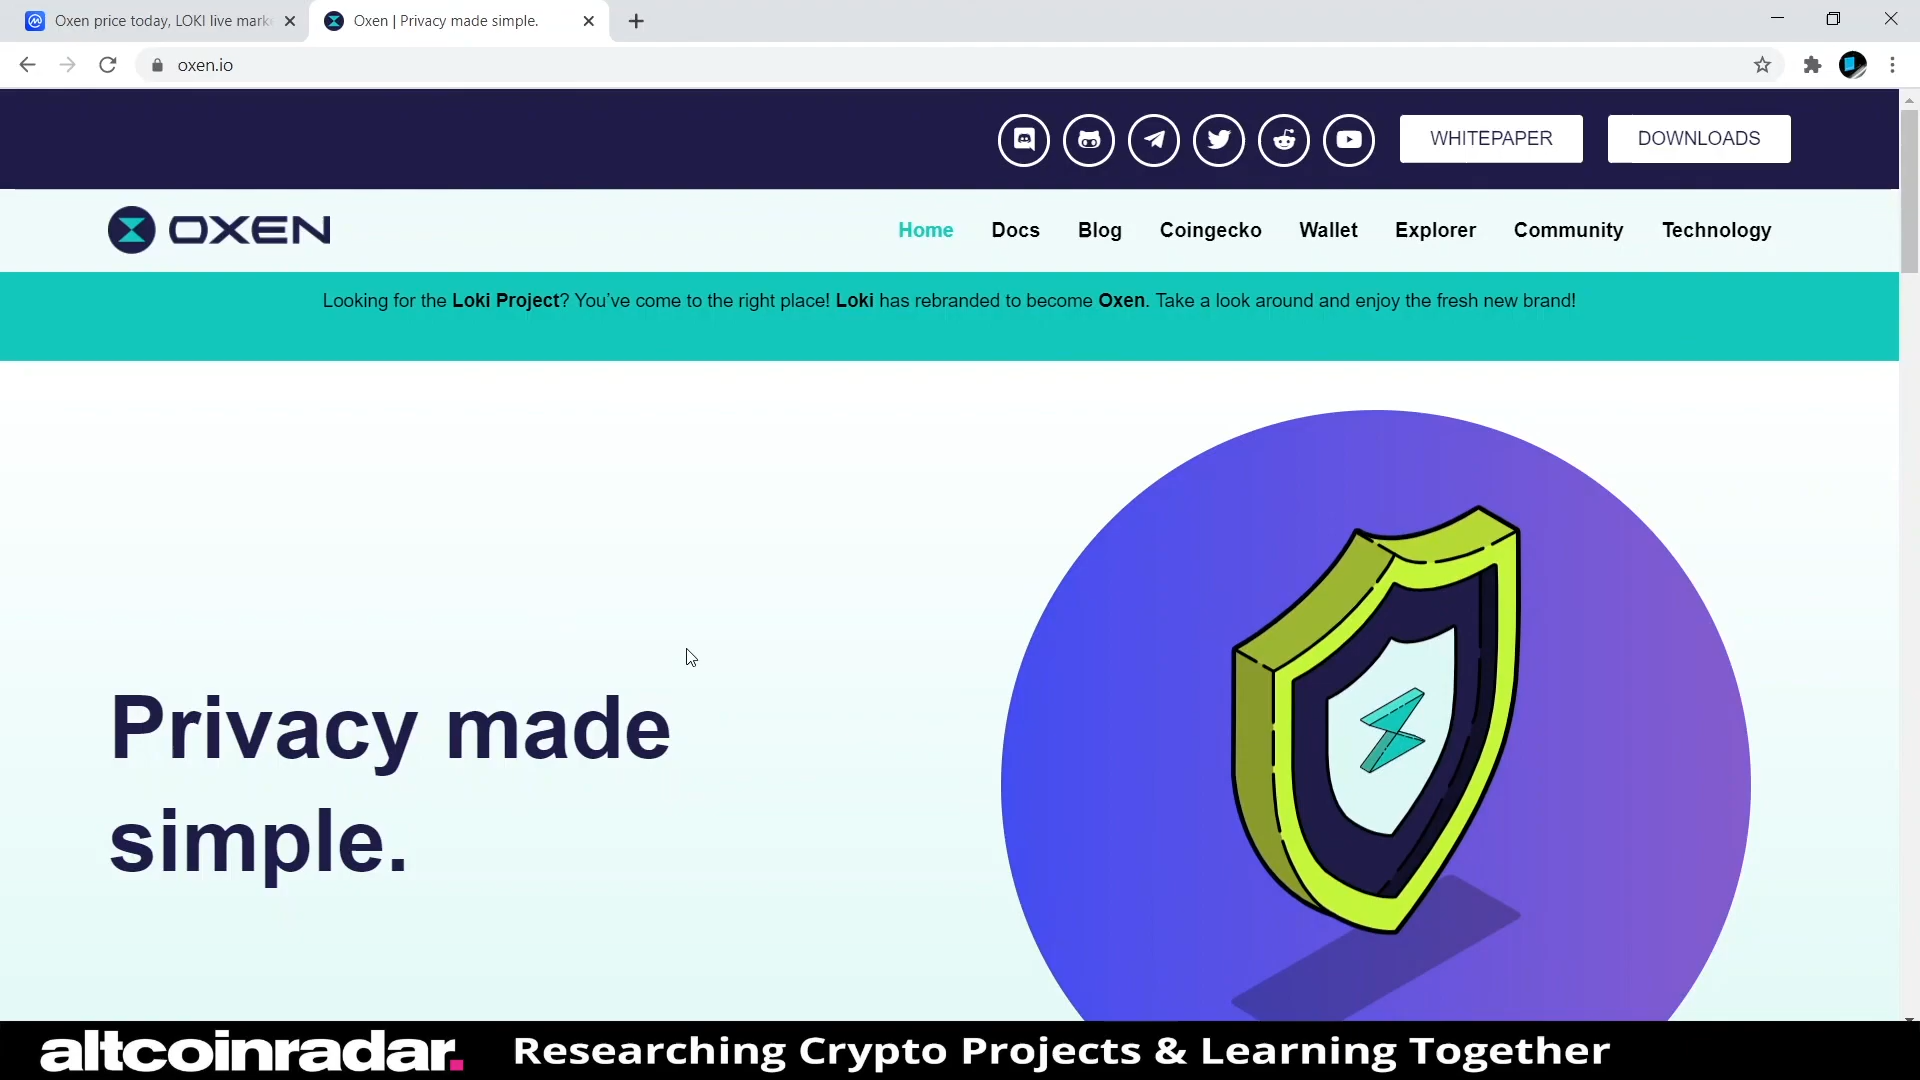 Oxen price today, LOKI live mark
Oxen | Privacy made simple.
oxen.io
WHITEPAPER
DOWNLOADS
OXEN
Home
Docs
Blog
Coingecko
Wallet
Explorer
Community
Technology
Looking for the Loki Project? You’ve come to the right place! Loki has rebranded to become Oxen. Take a look around and enjoy the fresh new brand!
Privacy made
simple.
altcoinradar.
Researching Crypto Projects & Learning Together